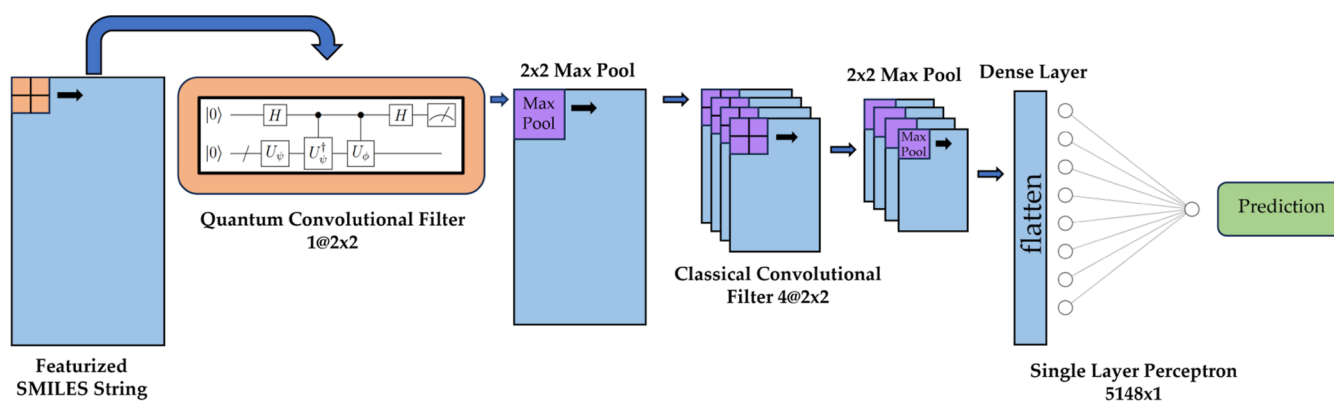 2x2 Max Pool
2x2 Max Pool
Dense Layer
|0⟩
H
H
|0⟩
U_ψ
U_ψ^†
U_ϕ
Max
Pool
Max
Pool
flatten
Prediction
Quantum Convolutional Filter
1@2x2
Classical Convolutional
Filter 4@2x2
Featurized
SMILES String
Single Layer Perceptron
5148x1